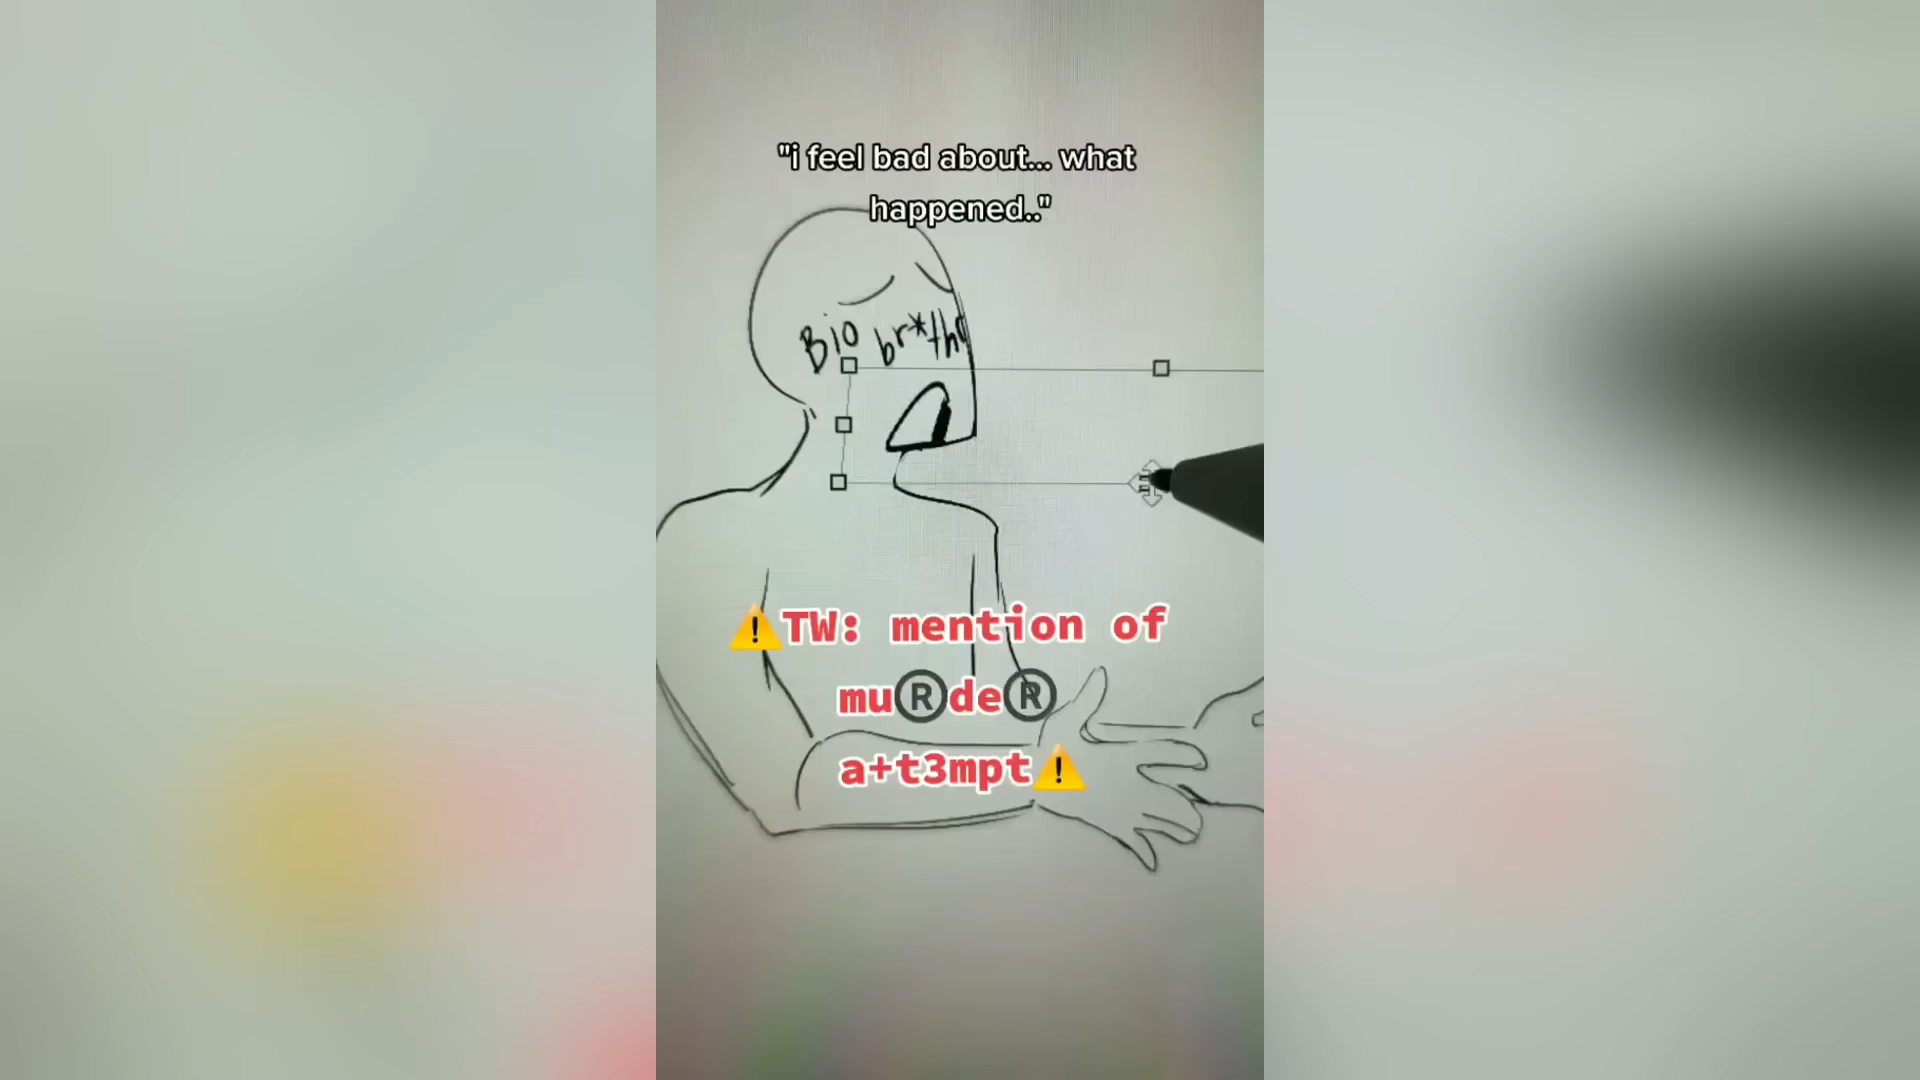 "i feel bad about... what
happened.."
Bio br*th
⚠️TW: mention of
mu®de®
a+t3mpt⚠️